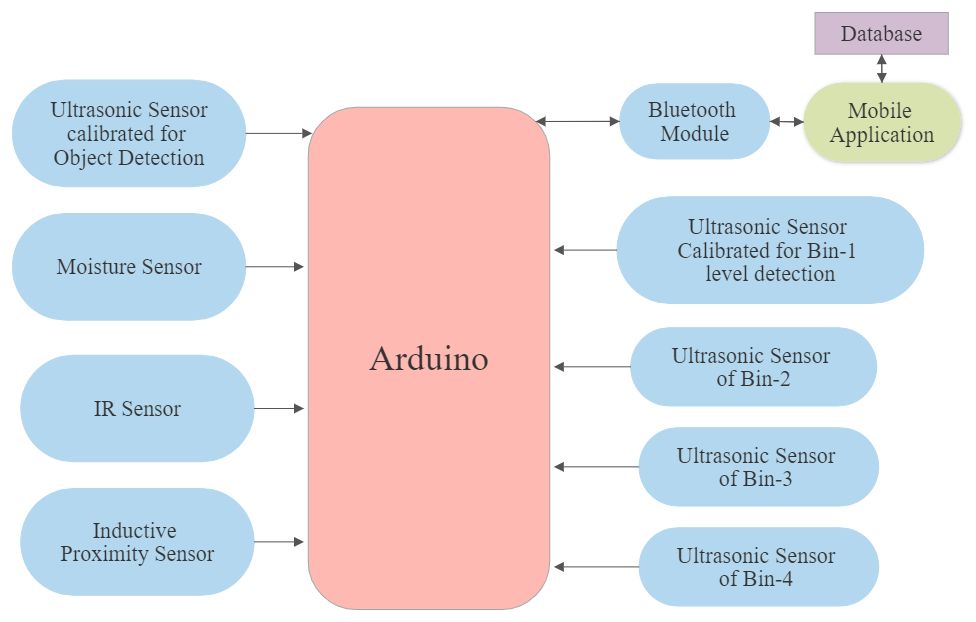 Database
Ultrasonic Sensor
calibrated for
Object Detection
Bluetooth
Module
Mobile
Application
Moisture Sensor
Ultrasonic Sensor
Calibrated for Bin-1
level detection
Arduino
Ultrasonic Sensor
of Bin-2
IR Sensor
Ultrasonic Sensor
of Bin-3
Inductive
Proximity Sensor
Ultrasonic Sensor
of Bin-4